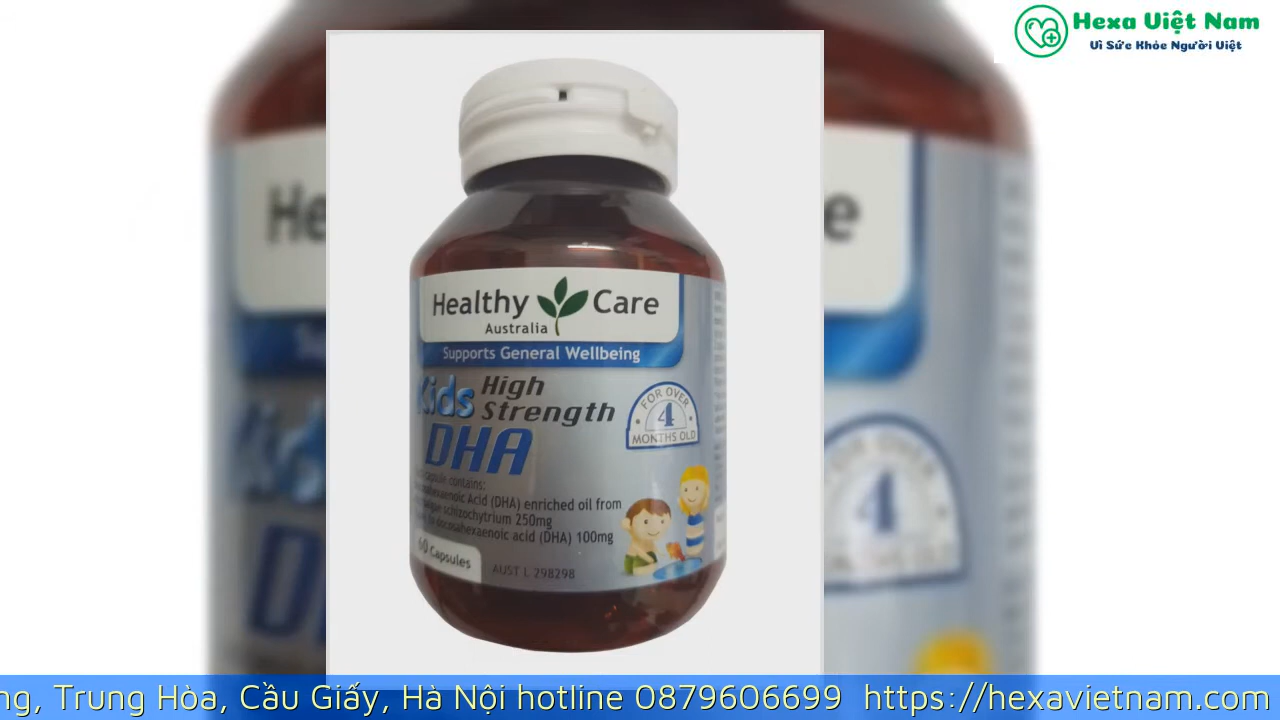 Hexa Việt Nam
Vì Sức Khỏe Người Việt
Healthy Care
Australia
Supports General Wellbeing
Kids High
Strength
DHA
FOR OVER
4
MONTHS OLD
capsule contains:
Acid (DHA) enriched oil from
schizochytrium 250mg
docosahexaenoic acid (DHA) 100mg
Capsules
AUST L 298298
Trung Hòa, Cầu Giấy, Hà Nội hotline 0879606699 https://hexavietnam.com